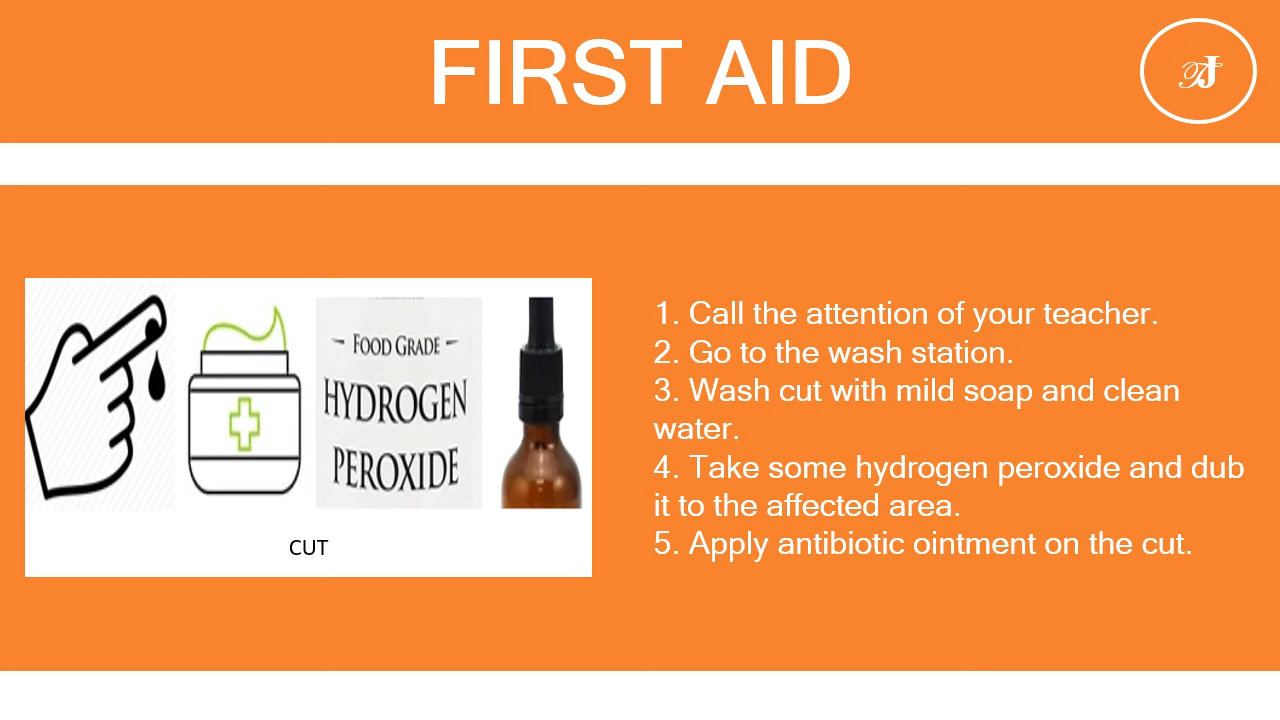 FIRST AID
TJ
FOOD GRADE
HYDROGEN
PEROXIDE
CUT
1. Call the attention of your teacher.
2. Go to the wash station.
3. Wash cut with mild soap and clean
water.
4. Take some hydrogen peroxide and dub
it to the affected area.
5. Apply antibiotic ointment on the cut.